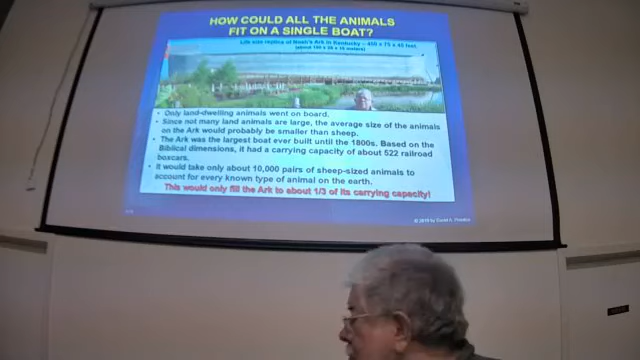 HOW COULD ALL THE ANIMALS
FIT ON A SINGLE BOAT?
Life size replica of Noah's Ark in Kentucky – 450 x 75 x 45 feet
• Only land-dwelling animals went on board.
• Since not many land animals are large, the average size of the animals
on the Ark would probably be smaller than sheep.
• The Ark was the largest boat ever built until the 1800s. Based on the
Biblical dimensions, it had a carrying capacity of about 522 railroad
boxcars.
• It would take only about 10,000 pairs of sheep-sized animals to
account for every known type of animal on the earth.
This would only fill the Ark to about 1/3 of its carrying capacity!